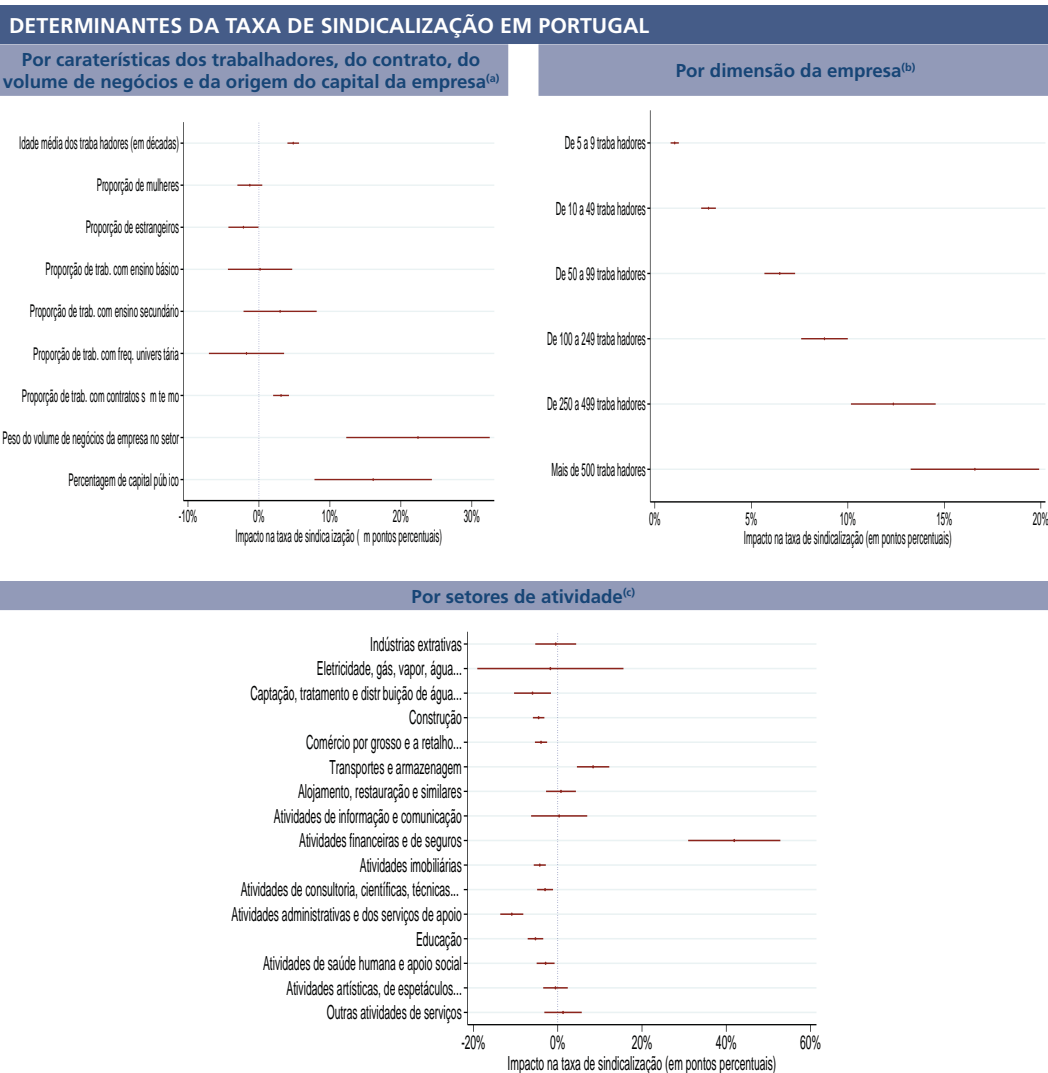 DETERMINANTES DA TAXA DE SINDICALIZAÇÃO EM PORTUGAL
Por caraterísticas dos trabalhadores, do contrato, do
volume de negócios e da origem do capital da empresa(a)
Idade média dos traba hadores (em décadas)
Proporção de mulheres
Proporção de estrangeiros
Proporção de trab. com ensino básico
Proporção de trab. com ensino secundário
Proporção de trab. com freq. univers tária
Proporção de trab. com contratos s m te mo
Peso do volume de negócios da empresa no setor
Percentagem de capital púb ico
-10% 0% 10% 20% 30%
Impacto na taxa de sindica ização ( m pontos percentuais)
Por dimensão da empresa(b)
De 5 a 9 traba hadores
De 10 a 49 traba hadores
De 50 a 99 traba hadores
De 100 a 249 traba hadores
De 250 a 499 traba hadores
Mais de 500 traba hadores
0% 5% 10% 15% 20%
Impacto na taxa de sindicalização (em pontos percentuais)
Por setores de atividade(c)
Indústrias extrativas
Eletricidade, gás, vapor, água...
Captação, tratamento e distr buição de água...
Construção
Comércio por grosso e a retalho...
Transportes e armazenagem
Alojamento, restauração e similares
Atividades de informação e comunicação
Atividades financeiras e de seguros
Atividades imobiliárias
Atividades de consultoria, científicas, técnicas...
Atividades administrativas e dos serviços de apoio
Educação
Atividades de saúde humana e apoio social
Atividades artísticas, de espetáculos...
Outras atividades de serviços
-20% 0% 20% 40% 60%
Impacto na taxa de sindicalização (em pontos percentuais)